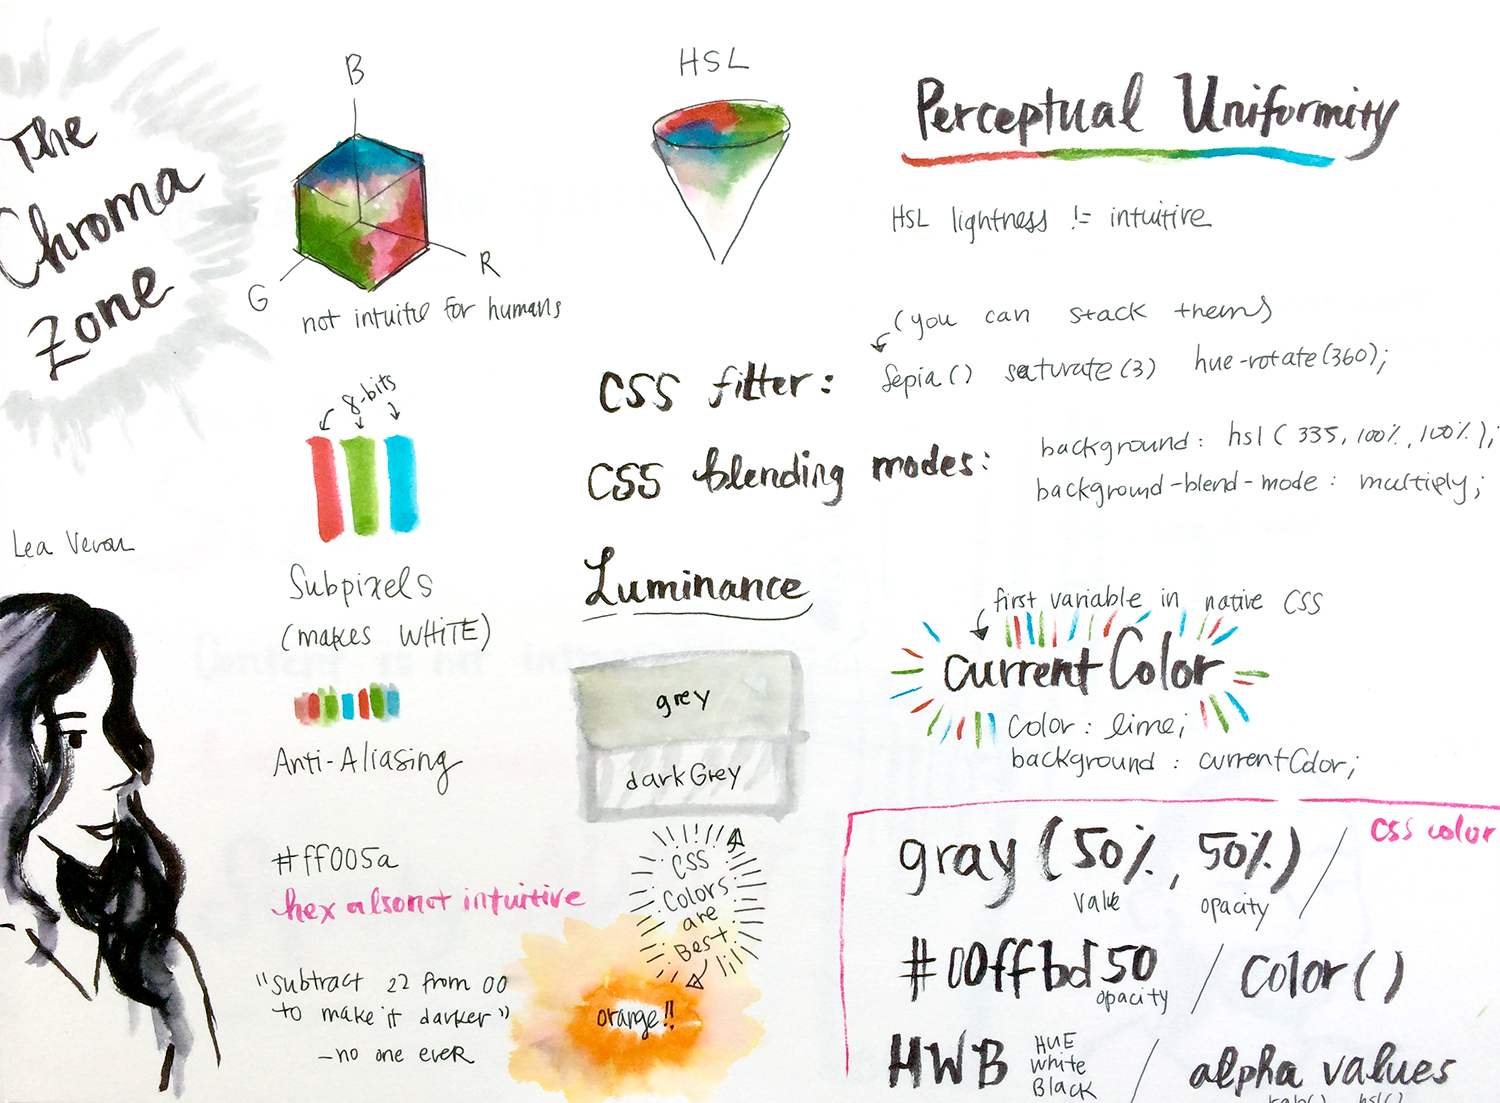 The
Chroma
Zone
B
G
R
not intuitive for humans
8-bits
Subpixels
(makes WHITE)
Anti-Aliasing
#ff005a
hex also not intuitive
"subtract 22 from 00
to make it darker"
- no one ever
Lea Verou
HSL
Perceptual Uniformity
HSL lightness != intuitive
(you can stack them)
CSS filter: Sepia() saturate(3) hue-rotate(360);
CSS blending modes: background: hsl(335, 100%, 100%);
background-blend-mode: multiply;
Luminance
grey
darkGrey
CSS
Colors
are
Best
orange!!
first variable in native CSS
currentColor
Color: lime;
background: currentColor;
CSS color
gray (50%, 50%) /
value opacity
#00ffbd50 / Color()
opacity
HWB HUE / alpha values
white
Black
hsl()